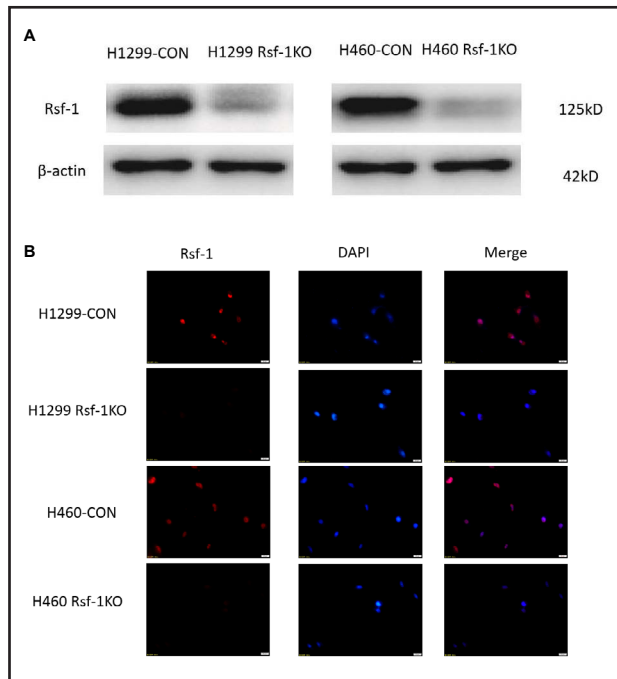 A
H1299-CON H1299 Rsf-1KO H460-CON H460 Rsf-1KO
Rsf-1 125kD
β-actin 42kD
B
Rsf-1 DAPI Merge
H1299-CON
H1299 Rsf-1KO
H460-CON
H460 Rsf-1KO